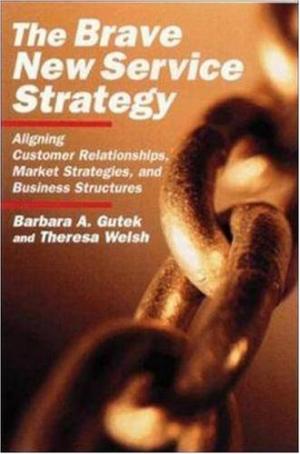 The Brave
New Service
Strategy
Aligning
Customer Relationships,
Market Strategies, and
Business Structures
Barbara A. Gutek
and Theresa Welsh